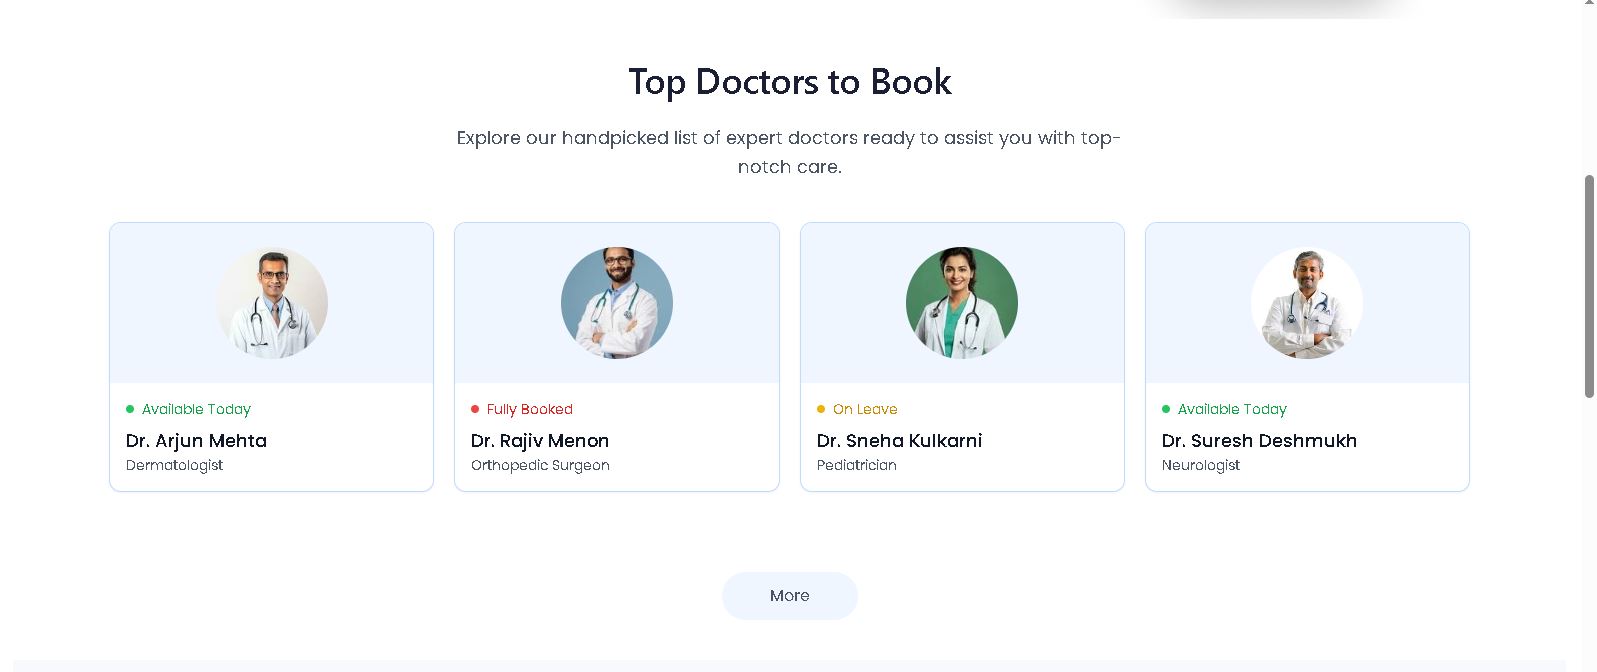 Top Doctors to Book
Explore our handpicked list of expert doctors ready to assist you with top-
notch care.
Available Today
Dr. Arjun Mehta
Dermatologist
Fully Booked
Dr. Rajiv Menon
Orthopedic Surgeon
On Leave
Dr. Sneha Kulkarni
Pediatrician
Available Today
Dr. Suresh Deshmukh
Neurologist
More